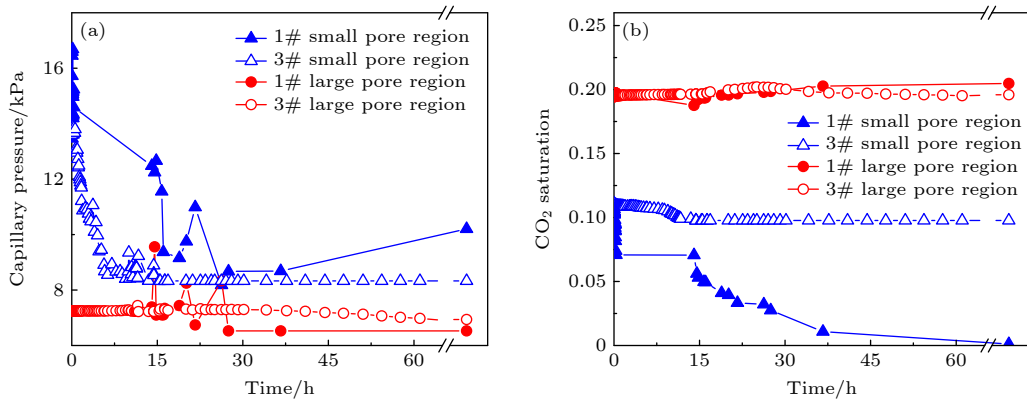 (a)
1# small pore region
3# small pore region
1# large pore region
3# large pore region
16
12
8
Capillary pressure/kPa
0
15
30
45
60
Time/h
(b)
0.25
0.20
0.15
0.10
0.05
0
CO2 saturation
1# small pore region
3# small pore region
1# large pore region
3# large pore region
0
15
30
45
60
Time/h